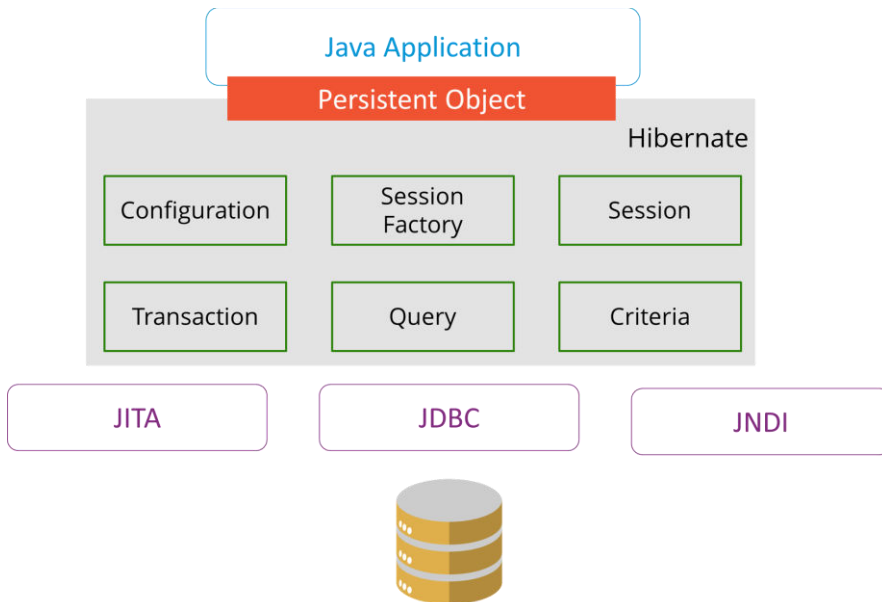 Java Application
Persistent Object
Hibernate
Configuration
Session
Factory
Session
Transaction
Query
Criteria
JITA
JDBC
JNDI